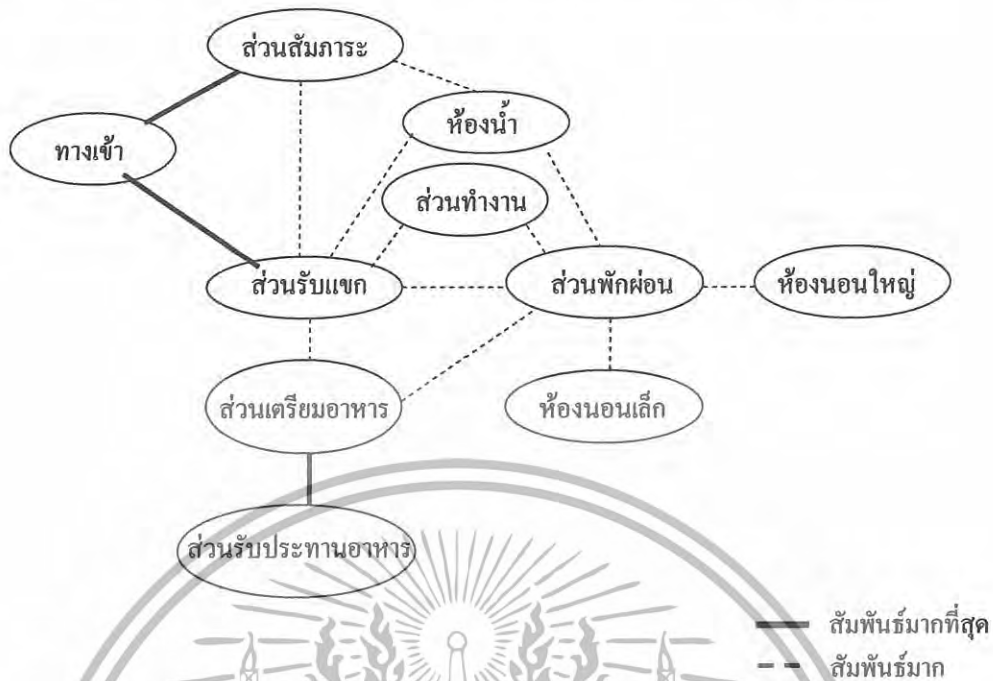 ส่วนสัมภาระ
ห้องน้ำ
ทางเข้า
ส่วนทำงาน
ส่วนรับแขก
ส่วนพักผ่อน
ห้องนอนใหญ่
ส่วนเตรียมอาหาร
ห้องนอนเล็ก
ส่วนรับประทานอาหาร
สัมพันธ์มากที่สุด
สัมพันธ์มาก